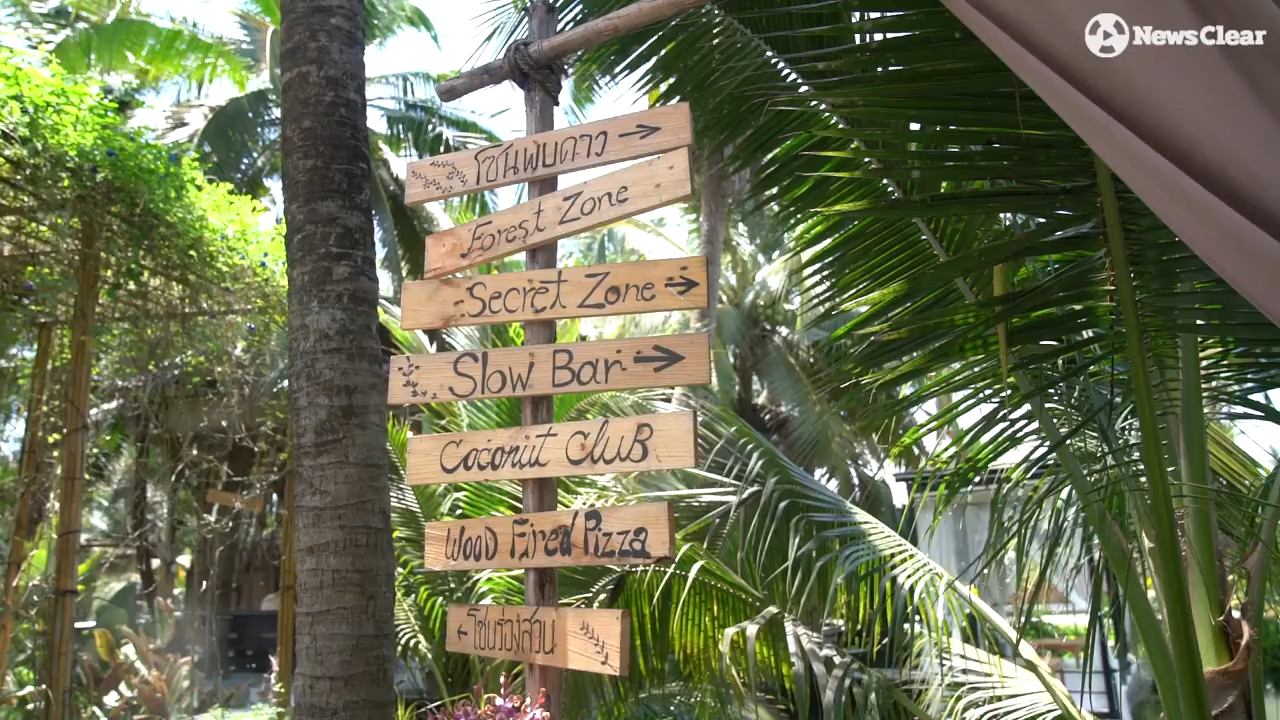 NewsClear
โซนพบดาว →
Forest Zone
Secret Zone →
Slow Bar →
Coconut CluB
WooD Fired Pizza
← โซนร่องสวน